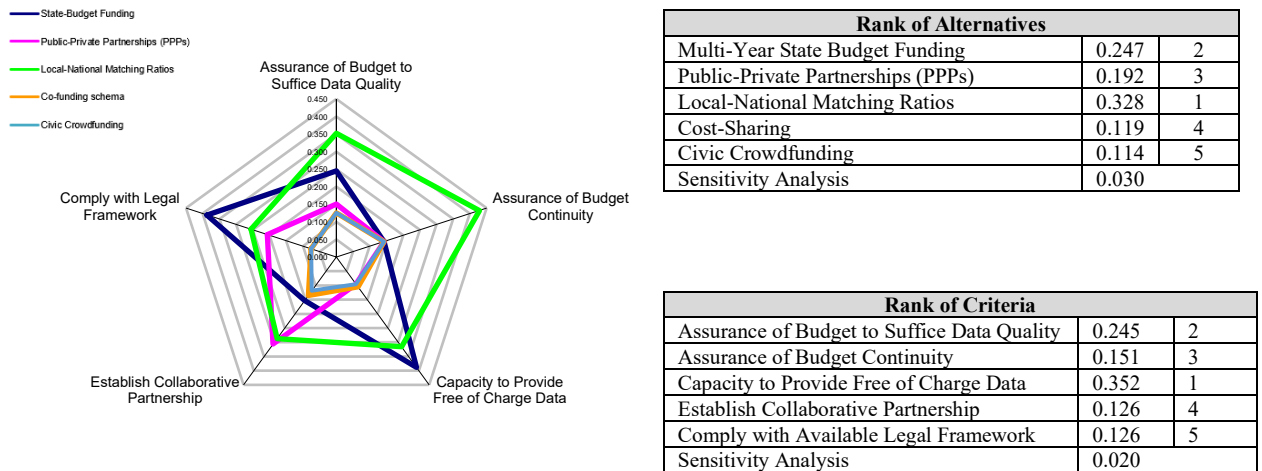 State-Budget Funding
Public-Private Partnerships (PPPs)
Local-National Matching Ratios
Co-funding schema
Civic Crowdfunding
Assurance of Budget to
Suffice Data Quality
0.450
0.400
0.350
0.300
0.250
0.200
0.150
0.100
0.050
0.000
Assurance of Budget
Continuity
Capacity to Provide
Free of Charge Data
Establish Collaborative
Partnership
Comply with Legal
Framework
Rank of Alternatives
Multi-Year State Budget Funding 0.247 2
Public-Private Partnerships (PPPs) 0.192 3
Local-National Matching Ratios 0.328 1
Cost-Sharing 0.119 4
Civic Crowdfunding 0.114 5
Sensitivity Analysis 0.030
Rank of Criteria
Assurance of Budget to Suffice Data Quality 0.245 2
Assurance of Budget Continuity 0.151 3
Capacity to Provide Free of Charge Data 0.352 1
Establish Collaborative Partnership 0.126 4
Comply with Available Legal Framework 0.126 5
Sensitivity Analysis 0.020